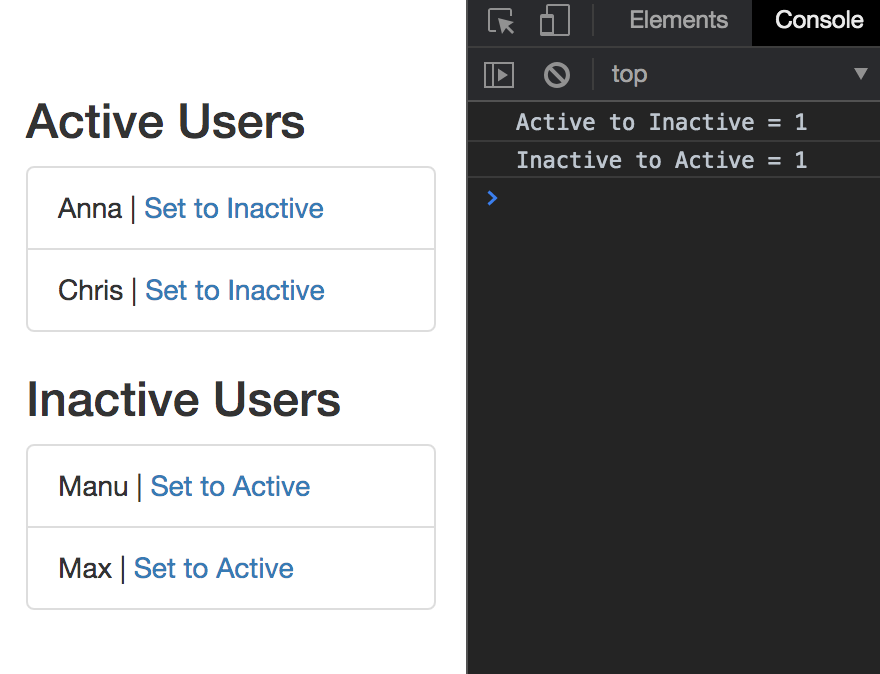 Active Users
Anna | Set to Inactive
Chris | Set to Inactive
Inactive Users
Manu | Set to Active
Max | Set to Active
Elements Console
top
Active to Inactive = 1
Inactive to Active = 1